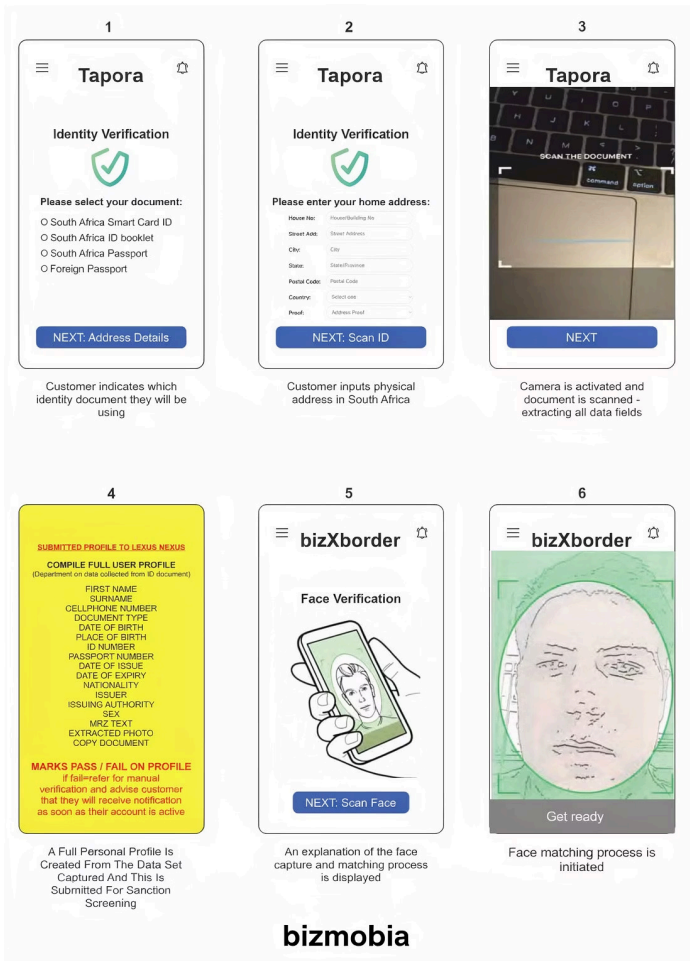 1
Tapora
Identity Verification
Please select your document:
O South Africa Smart Card ID
O South Africa ID booklet
O South Africa Passport
O Foreign Passport
NEXT: Address Details
Customer indicates which
identity document they will be
using
2
Tapora
Identity Verification
Please enter your home address:
House No: House/Building No
Street Add: Street Address
City: City
State: State/Province
Postal Code: Postal Code
Country: Select one
Proof: Address Proof
NEXT: Scan ID
Customer inputs physical
address in South Africa
3
Tapora
Y U I O P
H J K L
B N M < >
SCAN THE DOCUMENT
⌘ ⌥
command option
NEXT
Camera is activated and
document is scanned -
extracting all data fields
4
SUBMITTED PROFILE TO LEXUS NEXUS
COMPILE FULL USER PROFILE
(Department on data collected from ID document)
FIRST NAME
SURNAME
CELLPHONE NUMBER
DOCUMENT TYPE
DATE OF BIRTH
PLACE OF BIRTH
ID NUMBER
PASSPORT NUMBER
DATE OF ISSUE
DATE OF EXPIRY
NATIONALITY
ISSUER
ISSUING AUTHORITY
SEX
MRZ TEXT
EXTRACTED PHOTO
COPY DOCUMENT
MARKS PASS / FAIL ON PROFILE
if fail=refer for manual
verification and advise customer
that they will receive notification
as soon as their account is active
A Full Personal Profile Is
Created From The Data Set
Captured And This Is
Submitted For Sanction
Screening
5
bizXborder
Face Verification
NEXT: Scan Face
An explanation of the face
capture and matching process
is displayed
6
bizXborder
Get ready
Face matching process is
initiated
bizmobia